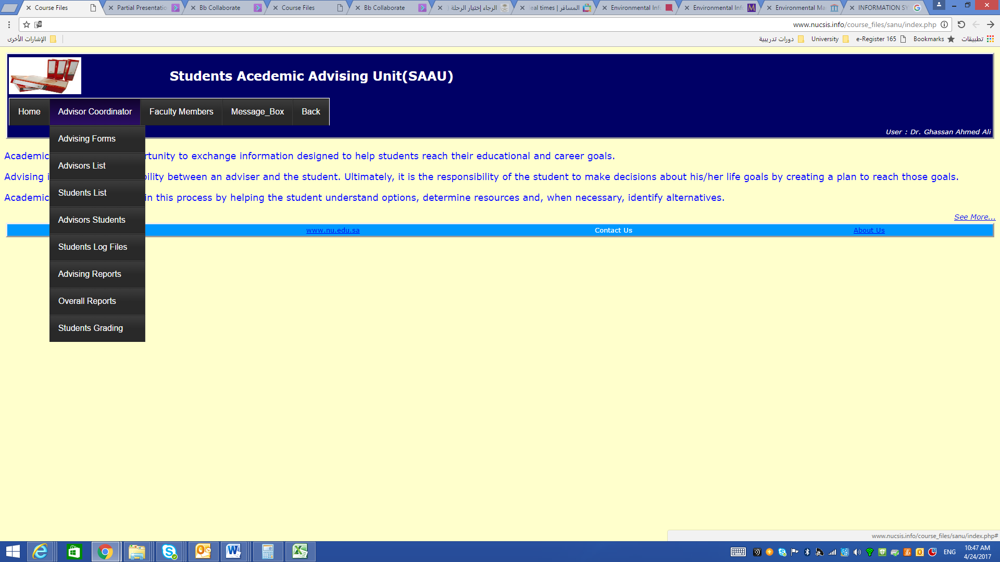 Course Files
Partial Presentatio
Bb Collaborate
Course Files
Bb Collaborate
الرجاء إختيار الرحلة
المسافر | eal times
Environmental Inf
Environmental Inf
Environmental Ma
INFORMATION SY
www.nucsis.info/course_files/sanu/index.php
الإشارات الأخرى
دورات تدريبية
University
e-Register 165
Bookmarks
تطبيقات
Students Acedemic Advising Unit(SAAU)
Home
Advisor Coordinator
Faculty Members
Message_Box
Back
User : Dr. Ghassan Ahmed Ali
Advising Forms
Advisors List
Students List
Advisors Students
Students Log Files
Advising Reports
Overall Reports
Students Grading
Academic rtunity to exchange information designed to help students reach their educational and career goals.
Advising i bility between an adviser and the student. Ultimately, it is the responsibility of the student to make decisions about his/her life goals by creating a plan to reach those goals.
Academic in this process by helping the student understand options, determine resources and, when necessary, identify alternatives.
See More...
www.nu.edu.sa
Contact Us
About Us
www.nucsis.info/course_files/sanu/index.php#
ENG
10:47 AM
4/24/2017